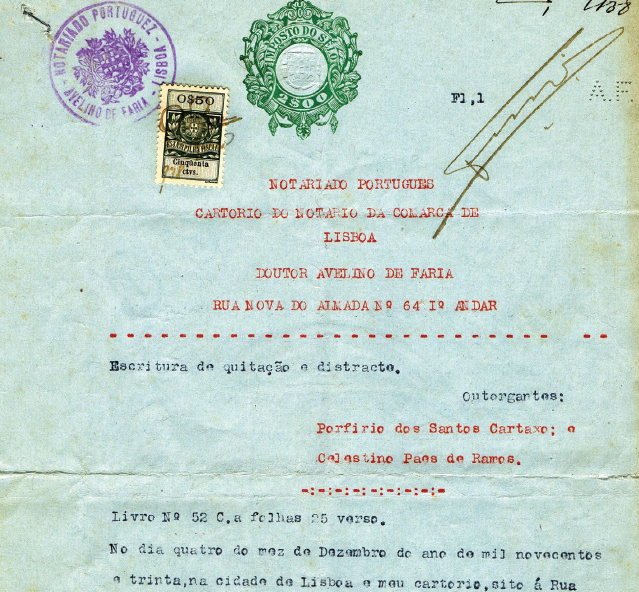 NOTARIADO PORTUGUEZ - LISBOA
AVELINO DE FARIA
IMPOSTO DO SELO
2$00
0$50
Cinquenta
ctvs.
Fl,1
A.F.
NOTARIADO PORTUGUES
CARTORIO DO NOTARIO DA COMARCA DE
LISBOA
DOUTOR AVELINO DE FARIA
RUA NOVA DO ALMADA Nº 64 Iº ANDAR
Escritura de quitação e distracte.
Outorgantes:
Porfirio dos Santos Cartaxo; e
Celestino Paes de Ramos.
Livro Nº 52 C.a folhas 25 verso.
No dia quatro do mez de Dezembro do ano de mil novecentos
e trinta,na cidade de Lisboa e meu cartorio,sito á Rua